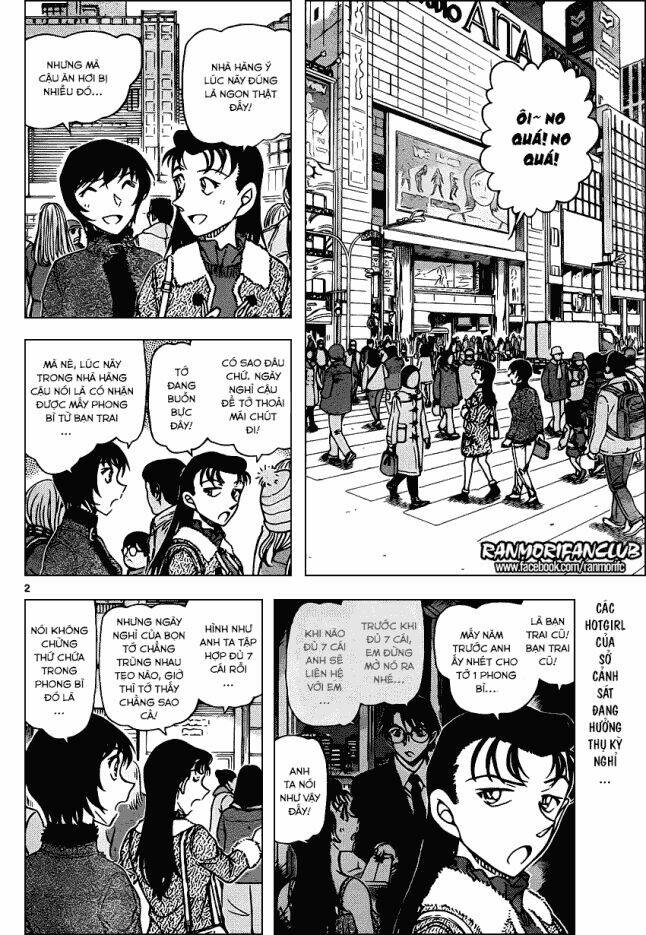 AITA
ÔI~ NO
QUÁ! NO
QUÁ!
NHÀ HÀNG Ý
LÚC NÃY ĐÚNG
LÀ NGON THẬT
ĐẤY!
NHƯNG MÀ
CẬU ĂN HƠI BỊ
NHIỀU ĐÓ...
CÓ SAO ĐÂU
CHỨ. NGÀY
NGHỈ CẬU
ĐỂ TỚ THOẢI
MÁI CHÚT
ĐI!
TỚ
ĐANG
BUỒN
BỰC
ĐÂY!
MÀ NÈ, LÚC NÃY
TRONG NHÀ HÀNG
CẬU NÓI LÀ CÓ NHẬN
ĐƯỢC MẤY PHONG
BÌ TỪ BẠN TRAI
...
RANMORIFANCLUB
www.facebook.com/ranmorifc
2
CÁC
HOTGIRL
CỦA
SỞ
CẢNH
SÁT
ĐANG
HƯỞNG
THỤ KỲ
NGHỈ
...
LÀ BẠN
TRAI CŨ!
BẠN TRAI
CŨ!
MẤY NĂM
TRƯỚC ANH
ẤY NHÉT CHO
TỚ 1 PHONG
BÌ...
TRƯỚC KHI
ĐỦ 7 CÁI,
EM ĐỪNG
MỞ NÓ RA
NHÉ...
KHI NÀO
ĐỦ 7 CÁI
ANH SẼ
LIÊN HỆ
VỚI EM
...
ANH
TA NÓI
NHƯ VẬY
ĐẤY!
HÌNH NHƯ
ANH TA TẬP
HỢP ĐỦ 7
CÁI RỒI
...
NHƯNG NGÀY
NGHỈ CỦA BỌN
TỚ CHẲNG
TRÙNG NHAU
TẸO NÀO, GIỜ
THÌ TỚ THẤY
CHẲNG SAO
CẢ!
NÓI KHÔNG
CHỪNG
THỨ CHỨA
TRONG
PHONG BÌ
ĐÓ LÀ
...